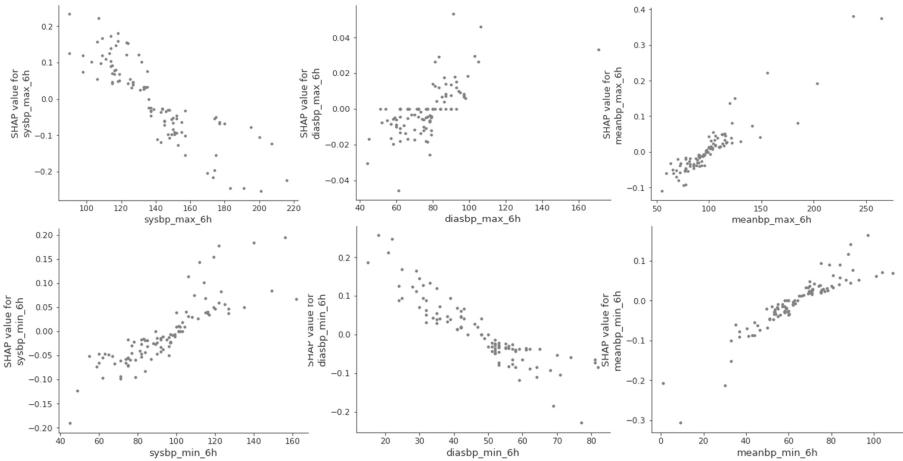 0.2
0.1
0.0
-0.1
-0.2
SHAP value for
sysbp_max_6h
100 120 140 160 180 200 220
sysbp_max_6h
0.04
0.02
0.00
-0.02
-0.04
SHAP value for
diasbp_max_6h
40 60 80 100 120 140 160
diasbp_max_6h
0.4
0.3
0.2
0.1
0.0
-0.1
SHAP value for
meanbp_max_6h
50 100 150 200 250
meanbp_max_6h
0.20
0.15
0.10
0.05
0.00
-0.05
-0.10
-0.15
-0.20
SHAP value for
sysbp_min_6h
40 60 80 100 120 140 160
sysbp_min_6h
0.2
0.1
0.0
-0.1
-0.2
SHAP value for
diasbp_min_6h
20 30 40 50 60 70 80
diasbp_min_6h
0.1
0.0
-0.1
-0.2
-0.3
SHAP value for
meanbp_min_6h
0 20 40 60 80 100
meanbp_min_6h